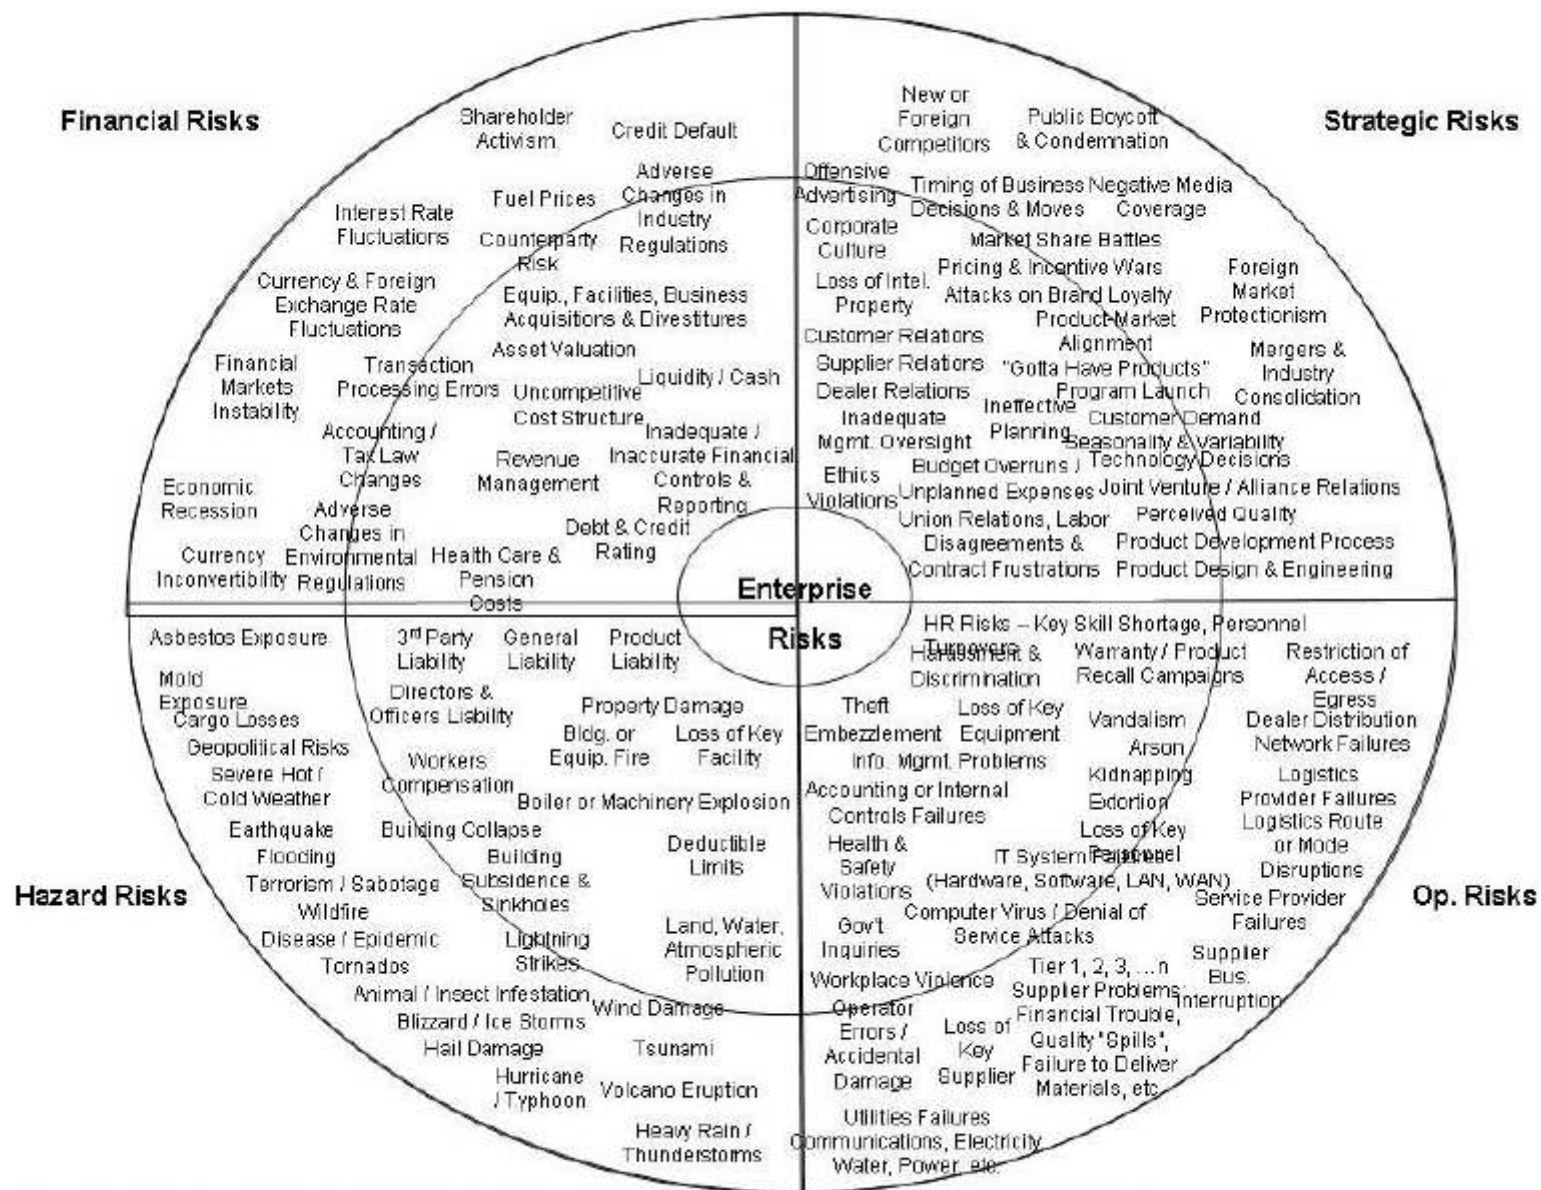 Financial Risks
Shareholder
Activism
Credit Default
Adverse
Changes in
Industry
Regulations
Fuel Prices
Interest Rate
Fluctuations
Counterparty
Risk
Currency & Foreign
Exchange Rate
Fluctuations
Equip., Facilities, Business
Acquisitions & Divestitures
Asset Valuation
Financial
Markets
Instability
Transaction
Processing Errors
Uncompetitive
Cost Structure
Liquidity / Cash
Accounting /
Tax Law
Changes
Revenue
Management
Inadequate /
Inaccurate Financial
Controls &
Reporting
Economic
Recession
Adverse
Changes in
Environmental
Regulations
Debt & Credit
Rating
Currency
Inconvertibility
Health Care &
Pension
Costs
Strategic Risks
New or
Foreign
Competitors
Public Boycott
& Condemnation
Offensive
Advertising
Timing of Business
Decisions & Moves
Negative Media
Coverage
Corporate
Culture
Market Share Battles
Pricing & Incentive Wars
Foreign
Market
Protectionism
Loss of Intel.
Property
Attacks on Brand Loyalty
Product-Market
Alignment
Customer Relations
Supplier Relations
Dealer Relations
"Gotta Have Products"
Program Launch
Mergers &
Industry
Consolidation
Inadequate
Mgmt. Oversight
Ineffective
Planning
Customer Demand
Seasonality & Variability
Ethics
Violations
Budget Overruns /
Unplanned Expenses
Technology Decisions
Joint Venture / Alliance Relations
Union Relations, Labor
Disagreements &
Contract Frustrations
Perceived Quality
Product Development Process
Product Design & Engineering
Enterprise
Risks
Hazard Risks
Asbestos Exposure
3rd Party
Liability
General
Liability
Product
Liability
Mold
Exposure
Directors &
Officers Liability
Property Damage
Cargo Losses
Geopolitical Risks
Bldg. or
Equip. Fire
Loss of Key
Facility
Severe Hot /
Cold Weather
Workers
Compensation
Boiler or Machinery Explosion
Earthquake
Building Collapse
Deductible
Limits
Flooding
Building
Subsidence &
Sinkholes
Terrorism / Sabotage
Wildfire
Disease / Epidemic
Lightning
Strikes
Land, Water,
Atmospheric
Pollution
Tornados
Animal / Insect Infestation
Wind Damage
Blizzard / Ice Storms
Hail Damage
Tsunami
Hurricane
/ Typhoon
Volcano Eruption
Heavy Rain /
Thunderstorms
Op. Risks
HR Risks – Key Skill Shortage, Personnel
Turnovers
Harassment &
Discrimination
Warranty / Product
Recall Campaigns
Restriction of
Access /
Egress
Theft
Embezzlement
Loss of Key
Equipment
Vandalism
Dealer Distribution
Network Failures
Arson
Info. Mgmt. Problems
Kidnapping
Extortion
Logistics
Provider Failures
Accounting or Internal
Controls Failures
Loss of Key
Personnel
Logistics Route
or Mode
Disruptions
Health &
Safety
Violations
IT System Failures
(Hardware, Software, LAN, WAN)
Service Provider
Failures
Gov't
Inquiries
Computer Virus / Denial of
Service Attacks
Supplier
Bus.
Interruption
Workplace Violence
Tier 1, 2, 3, …n
Supplier Problems
Financial Trouble,
Quality "Spills",
Failure to Deliver
Materials, etc
Operator
Errors /
Accidental
Damage
Loss of
Key
Supplier
Utilities Failures
Communications, Electricity
Water, Power, etc.